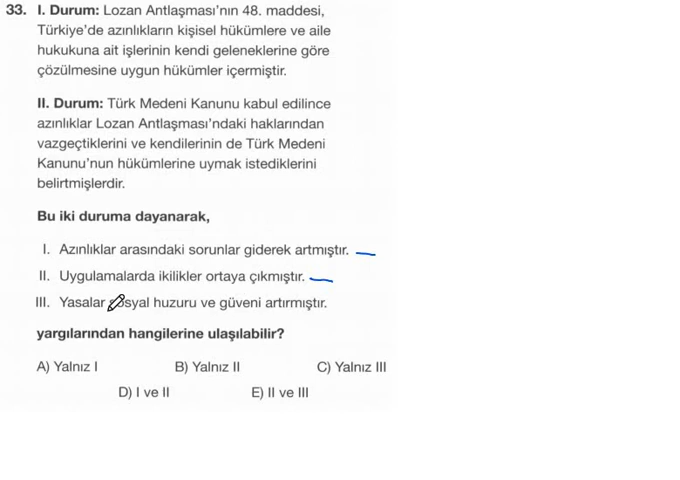 33. I. Durum: Lozan Antlaşması'nın 48. maddesi,
Türkiye'de azınlıkların kişisel hükümlere ve aile
hukukuna ait işlerinin kendi geleneklerine göre
çözülmesine uygun hükümler içermiştir.
II. Durum: Türk Medeni Kanunu kabul edilince
azınlıklar Lozan Antlaşması'ndaki haklarından
vazgeçtiklerini ve kendilerinin de Türk Medeni
Kanunu'nun hükümlerine uymak istediklerini
belirtmişlerdir.
Bu iki duruma dayanarak,
I. Azınlıklar arasındaki sorunlar giderek artmıştır.
II. Uygulamalarda ikilikler ortaya çıkmıştır.
III. Yasalar sosyal huzuru ve güveni artırmıştır.
yargılarından hangilerine ulaşılabilir?
A) Yalnız I B) Yalnız II C) Yalnız III
D) I ve II E) II ve III